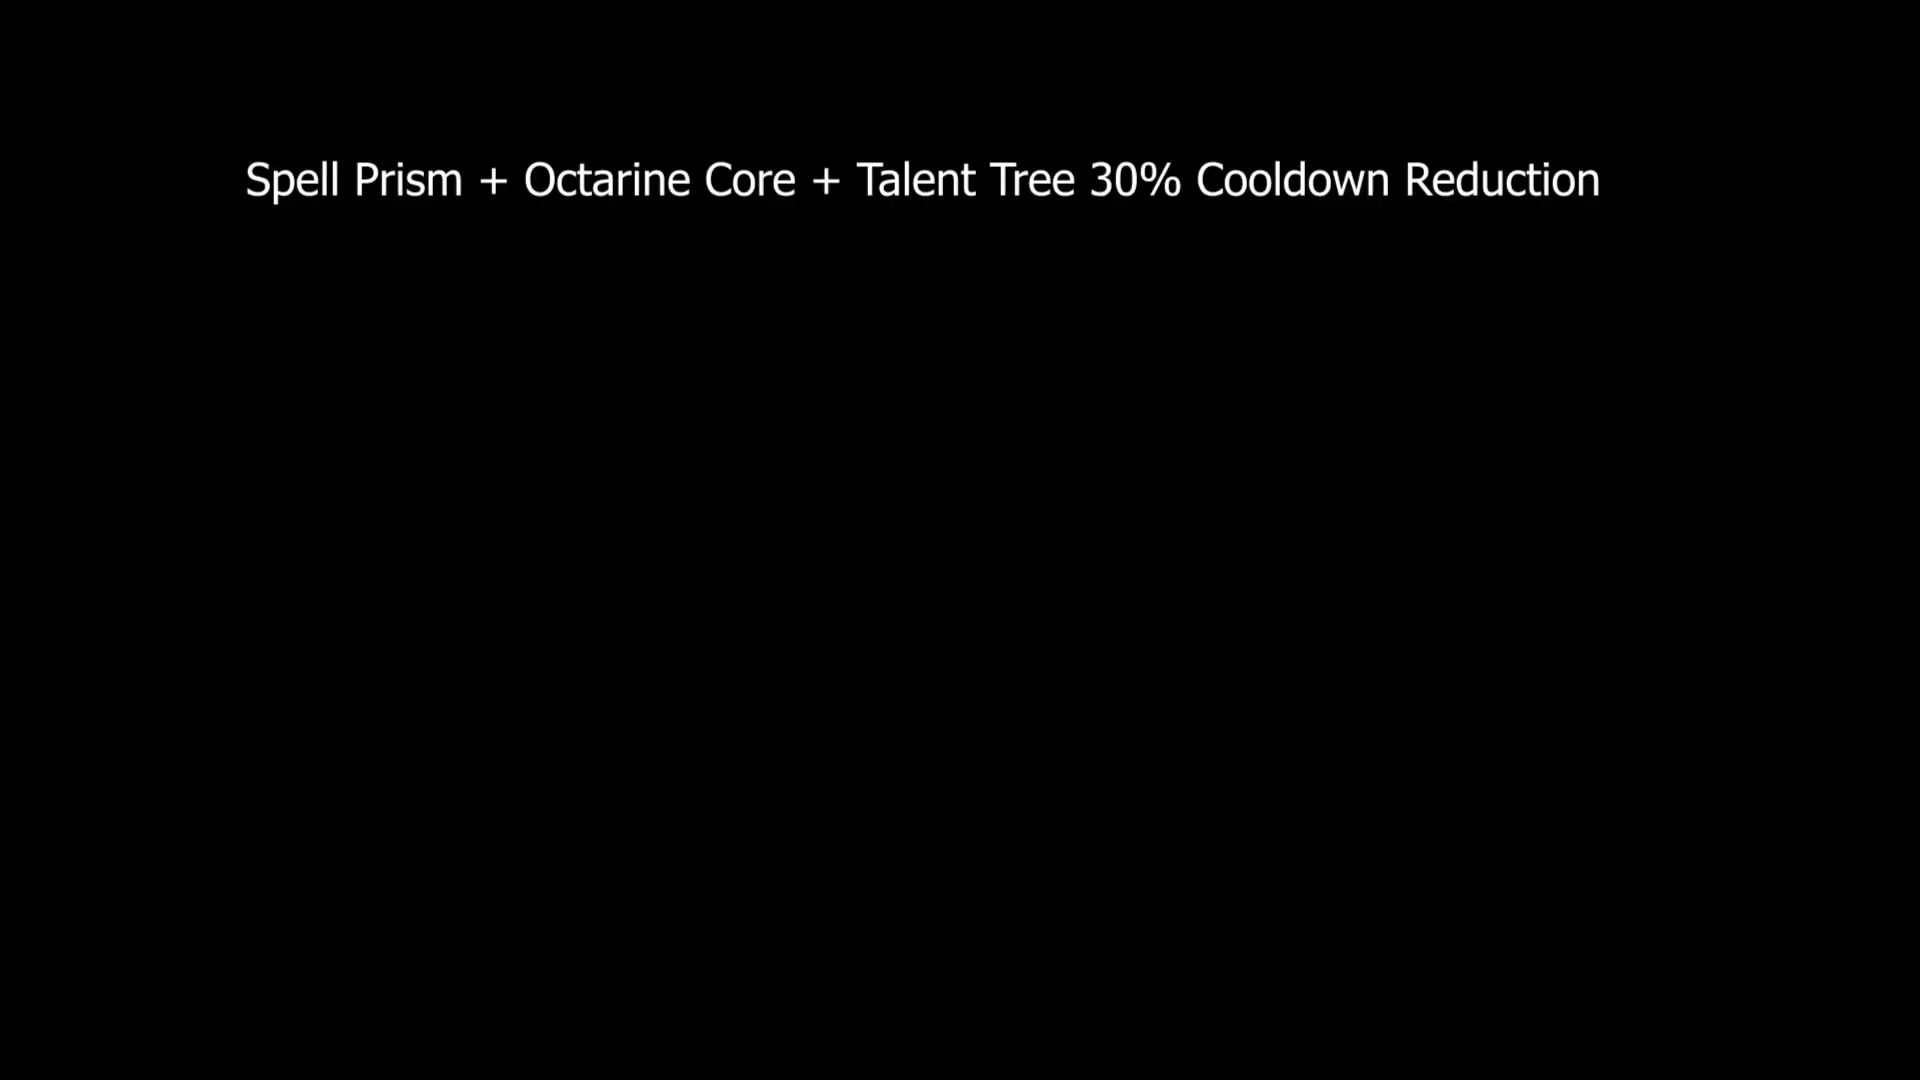 Spell Prism + Octarine Core + Talent Tree 30% Cooldown Reduction